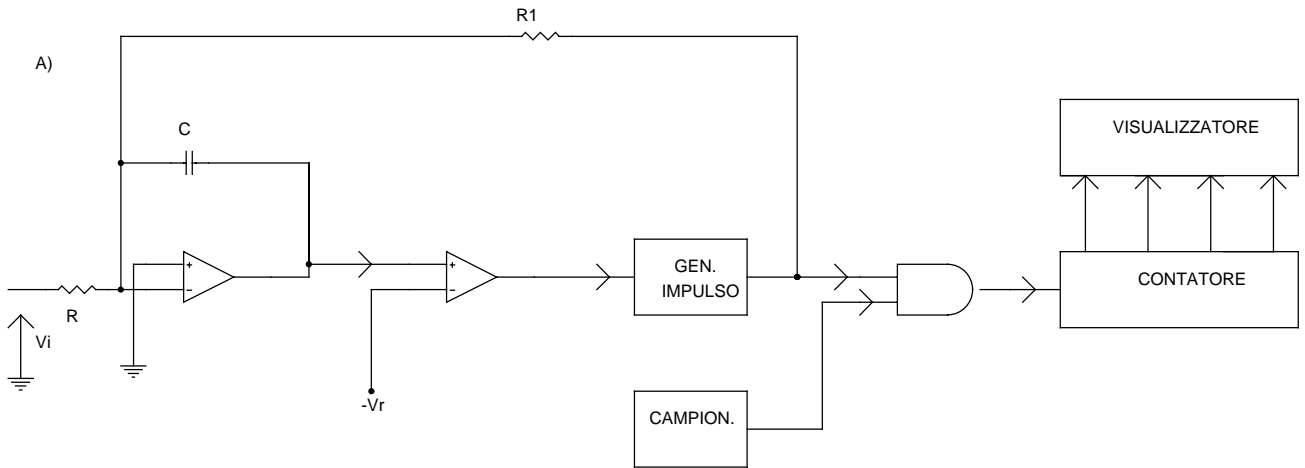 R1
A)
C
VISUALIZZATORE
+
-
+
-
GEN.
IMPULSO
CONTATORE
R
Vi
-Vr
CAMPION.